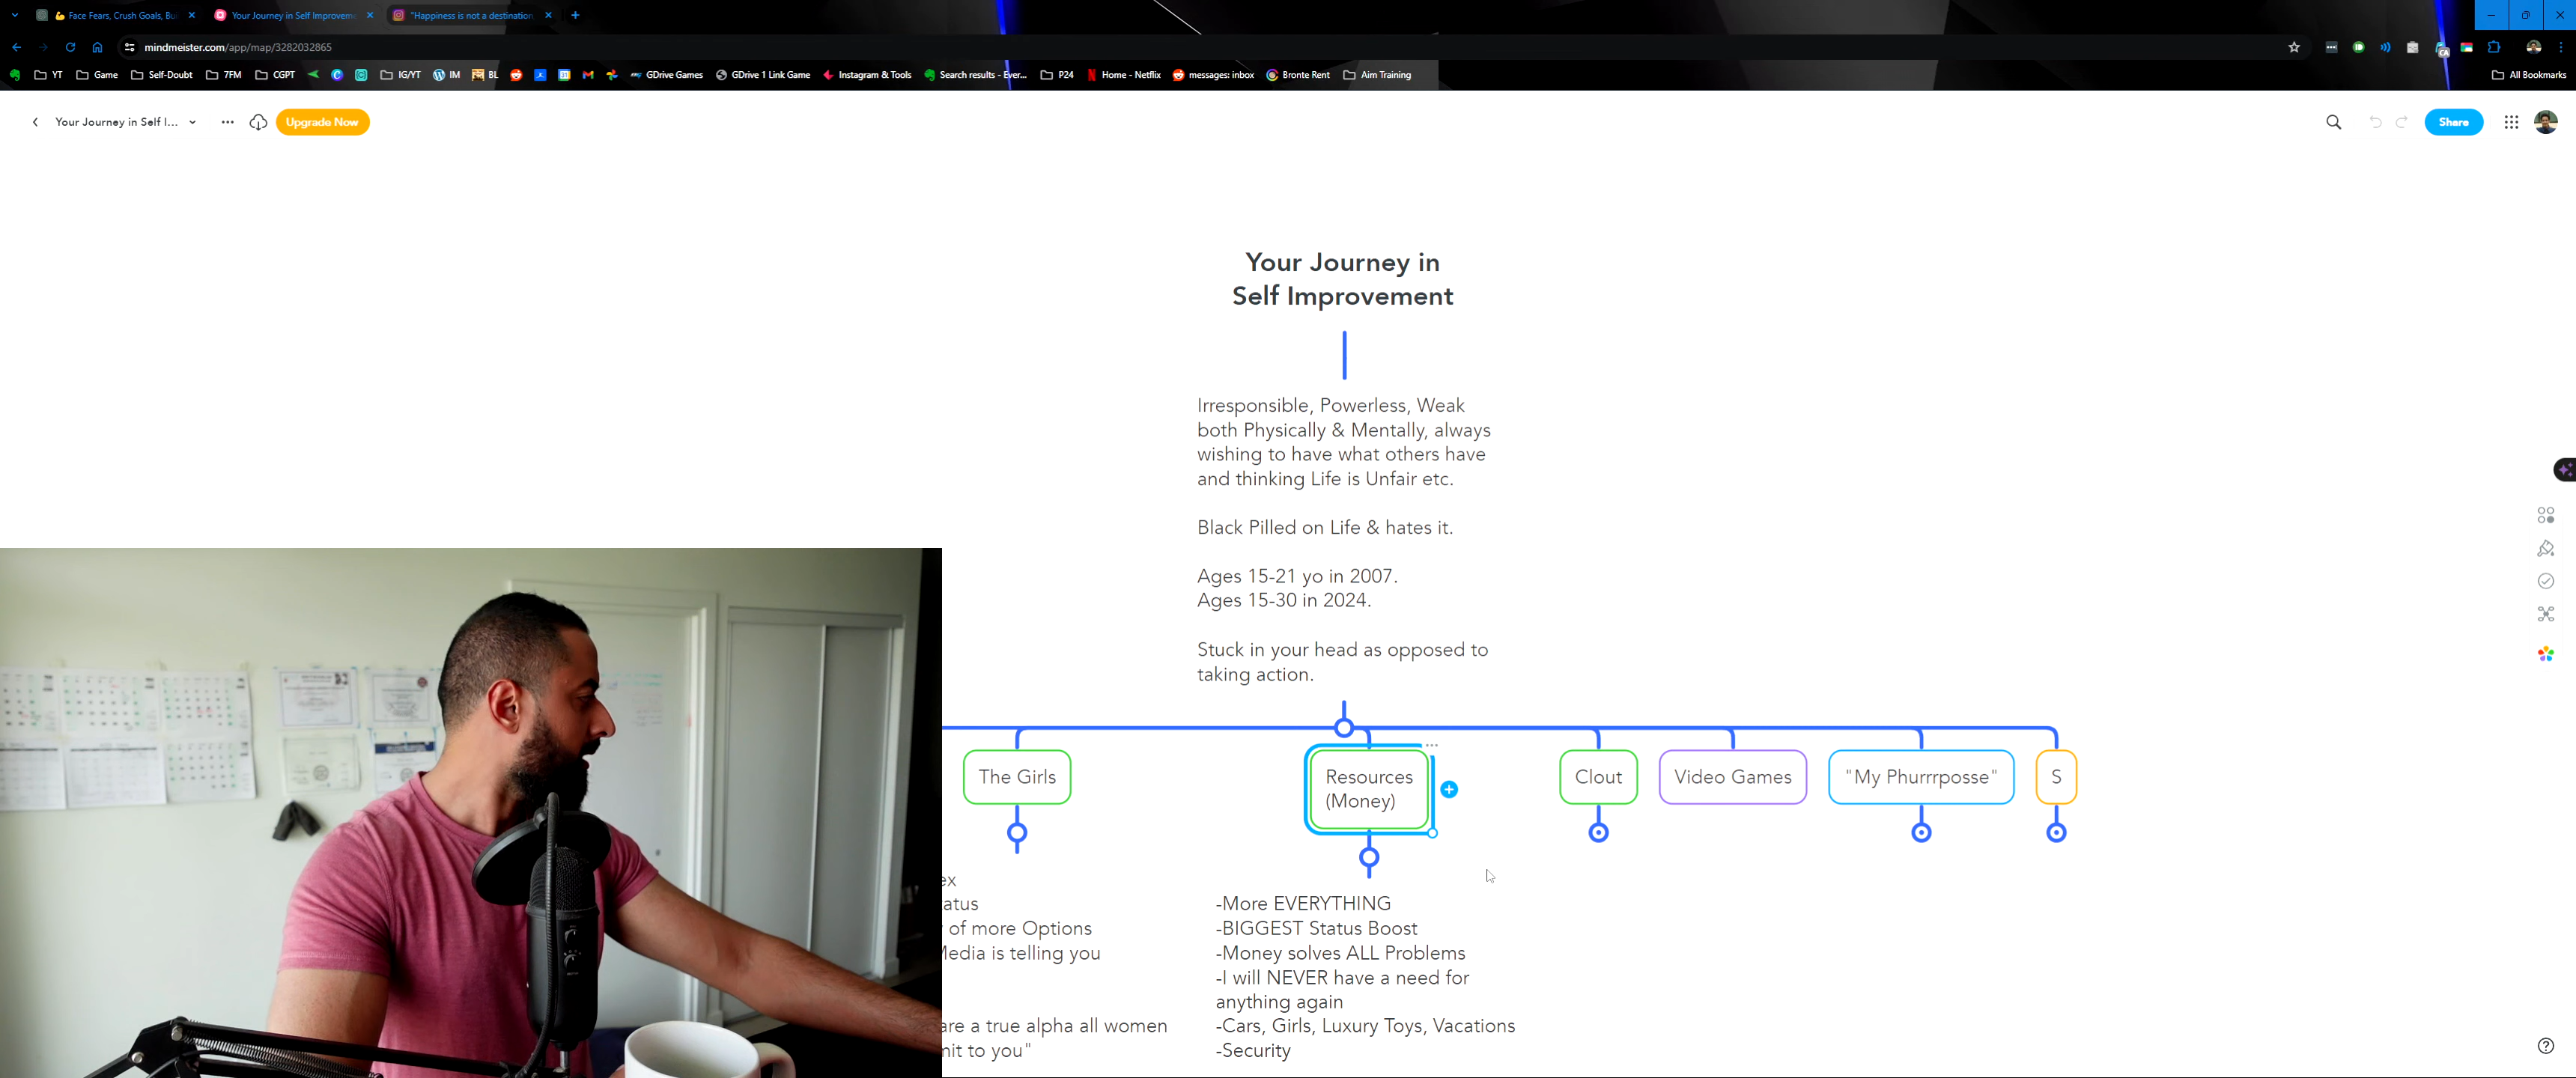 💪 Face Fears, Crush Goals, Bu
Your Journey in Self Improveme
"Happiness is not a destination
mindmeister.com/app/map/3282032865
YT
Game
Self-Doubt
7FM
CGPT
IG/YT
IM
BL
GDrive Games
GDrive 1 Link Game
Instagram & Tools
Search results - Ever...
P24
Home - Netflix
messages: inbox
Bronte Rent
Aim Training
All Bookmarks
Your Journey in Self I...
Upgrade Now
Share
Your Journey in
Self Improvement
Irresponsible, Powerless, Weak
both Physically & Mentally, always
wishing to have what others have
and thinking Life is Unfair etc.
Black Pilled on Life & hates it.
Ages 15-21 yo in 2007.
Ages 15-30 in 2024.
Stuck in your head as opposed to
taking action.
The Girls
Resources
(Money)
Clout
Video Games
"My Phurrrposse"
S
ex
atus
of more Options
Media is telling you
are a true alpha all women
mit to you"
-More EVERYTHING
-BIGGEST Status Boost
-Money solves ALL Problems
-I will NEVER have a need for
anything again
-Cars, Girls, Luxury Toys, Vacations
-Security